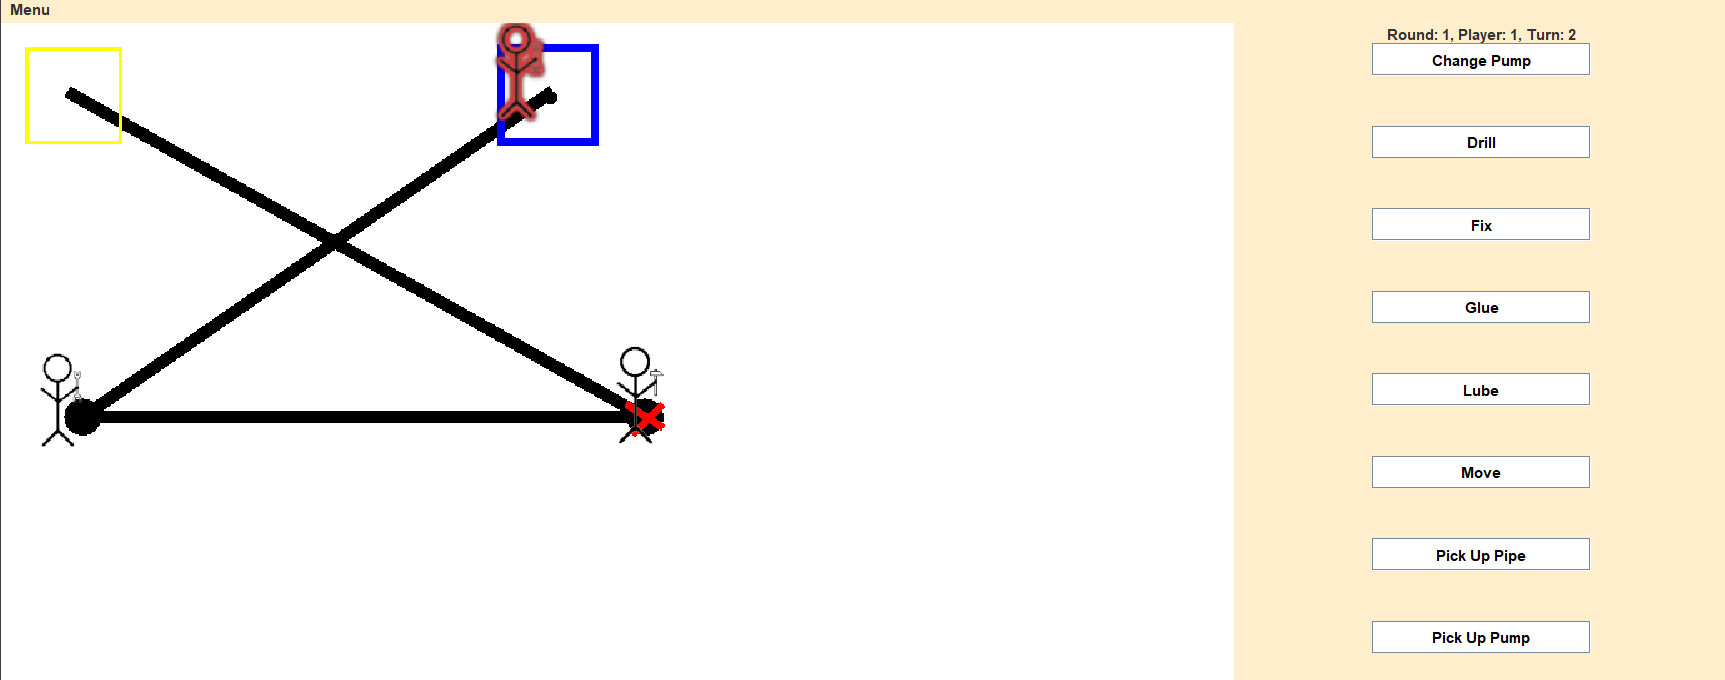 Menu
Round: 1, Player: 1, Turn: 2
Change Pump
Drill
Fix
Glue
Lube
Move
Pick Up Pipe
Pick Up Pump